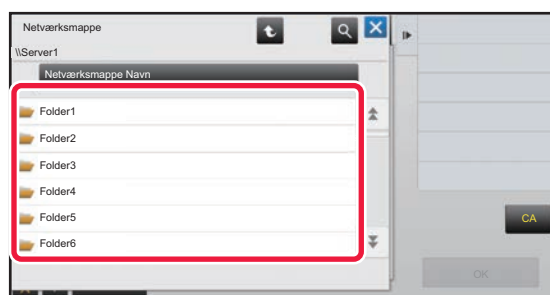 Netværksmappe
\\Server1
Netværksmappe Navn
Folder1
Folder2
Folder3
Folder4
Folder5
Folder6
CA
OK